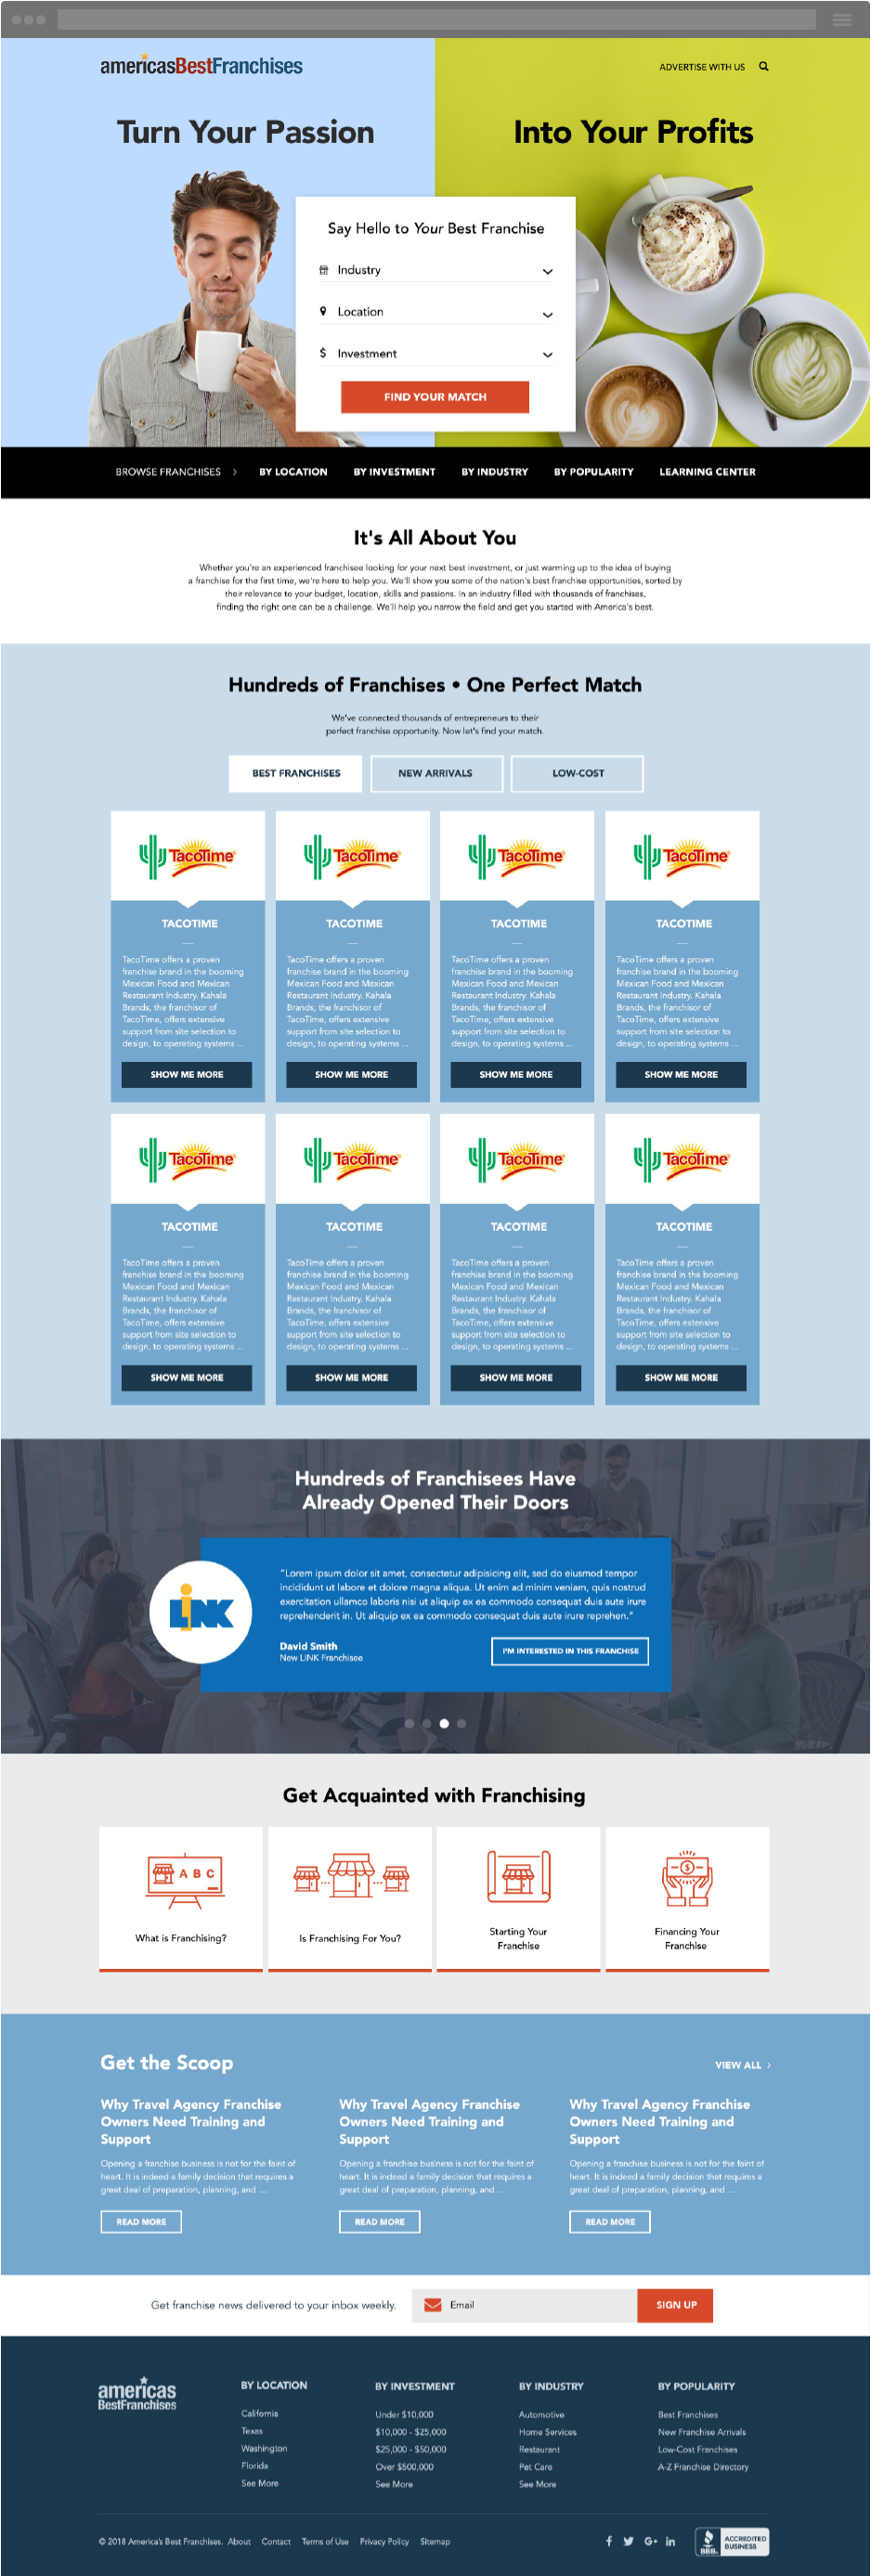 americasBestFranchises
ADVERTISE WITH US
Turn Your Passion
Into Your Profits
Say Hello to Your Best Franchise
Industry
Location
$ Investment
FIND YOUR MATCH
BROWSE FRANCHISES > BY LOCATION BY INVESTMENT BY INDUSTRY BY POPULARITY LEARNING CENTER
It's All About You
Whether you're an experienced franchisee looking for your next best investment, or just warming up to the idea of buying
a franchise for the first time, we're here to help you. We'll show you some of the nation's best franchise opportunities, sorted by
their relevance to your budget, location, skills and passions. In an industry filled with thousands of franchises,
finding the right one can be a challenge. We'll help you narrow the field and get you started with America's best.
Hundreds of Franchises • One Perfect Match
We've connected thousands of entrepreneurs to their
perfect franchise opportunity. Now let's find your match.
BEST FRANCHISES NEW ARRIVALS LOW-COST
TacoTime
TACOTIME
TacoTime offers a proven
franchise brand in the booming
Mexican Food and Mexican
Restaurant Industry. Kahala
Brands, the franchisor of
TacoTime, offers extensive
support from site selection to
design, to operating systems ...
SHOW ME MORE
TacoTime
TACOTIME
TacoTime offers a proven
franchise brand in the booming
Mexican Food and Mexican
Restaurant Industry. Kahala
Brands, the franchisor of
TacoTime, offers extensive
support from site selection to
design, to operating systems ...
SHOW ME MORE
TacoTime
TACOTIME
TacoTime offers a proven
franchise brand in the booming
Mexican Food and Mexican
Restaurant Industry. Kahala
Brands, the franchisor of
TacoTime, offers extensive
support from site selection to
design, to operating systems ...
SHOW ME MORE
TacoTime
TACOTIME
TacoTime offers a proven
franchise brand in the booming
Mexican Food and Mexican
Restaurant Industry. Kahala
Brands, the franchisor of
TacoTime, offers extensive
support from site selection to
design, to operating systems ...
SHOW ME MORE
TacoTime
TACOTIME
TacoTime offers a proven
franchise brand in the booming
Mexican Food and Mexican
Restaurant Industry. Kahala
Brands, the franchisor of
TacoTime, offers extensive
support from site selection to
design, to operating systems ...
SHOW ME MORE
TacoTime
TACOTIME
TacoTime offers a proven
franchise brand in the booming
Mexican Food and Mexican
Restaurant Industry. Kahala
Brands, the franchisor of
TacoTime, offers extensive
support from site selection to
design, to operating systems ...
SHOW ME MORE
TacoTime
TACOTIME
TacoTime offers a proven
franchise brand in the booming
Mexican Food and Mexican
Restaurant Industry. Kahala
Brands, the franchisor of
TacoTime, offers extensive
support from site selection to
design, to operating systems ...
SHOW ME MORE
TacoTime
TACOTIME
TacoTime offers a proven
franchise brand in the booming
Mexican Food and Mexican
Restaurant Industry. Kahala
Brands, the franchisor of
TacoTime, offers extensive
support from site selection to
design, to operating systems ...
SHOW ME MORE
Hundreds of Franchisees Have
Already Opened Their Doors
LiNK
"Lorem ipsum dolor sit amet, consectetur adipisicing elit, sed do eiusmod tempor
incididunt ut labore et dolore magna aliqua. Ut enim ad minim veniam, quis nostrud
exercitation ullamco laboris nisi ut aliquip ex ea commodo consequat duis aute irure
reprehenderit in. Ut aliquip ex ea commodo consequat duis aute irure reprehen."
David Smith
New LINK Franchisee
I'M INTERESTED IN THIS FRANCHISE
Get Acquainted with Franchising
A B C
What is Franchising?
Is Franchising For You?
Starting Your
Franchise
$
Financing Your
Franchise
Get the Scoop
VIEW ALL >
Why Travel Agency Franchise
Owners Need Training and
Support
Opening a franchise business is not for the faint of
heart. It is indeed a family decision that requires a
great deal of preparation, planning, and ...
READ MORE
Why Travel Agency Franchise
Owners Need Training and
Support
Opening a franchise business is not for the faint of
heart. It is indeed a family decision that requires a
great deal of preparation, planning, and ...
READ MORE
Why Travel Agency Franchise
Owners Need Training and
Support
Opening a franchise business is not for the faint of
heart. It is indeed a family decision that requires a
great deal of preparation, planning, and ...
READ MORE
Get franchise news delivered to your inbox weekly.
Email
SIGN UP
americas
BestFranchises
BY LOCATION
California
Texas
Washington
Florida
See More
BY INVESTMENT
Under $10,000
$10,000 - $25,000
$25,000 - $50,000
Over $500,000
See More
BY INDUSTRY
Automotive
Home Services
Restaurant
Pet Care
See More
BY POPULARITY
Best Franchises
New Franchise Arrivals
Low-Cost Franchises
A-Z Franchise Directory
© 2018 America's Best Franchises. About Contact Terms of Use Privacy Policy Sitemap
f G+ in
BBB.
ACCREDITED
BUSINESS